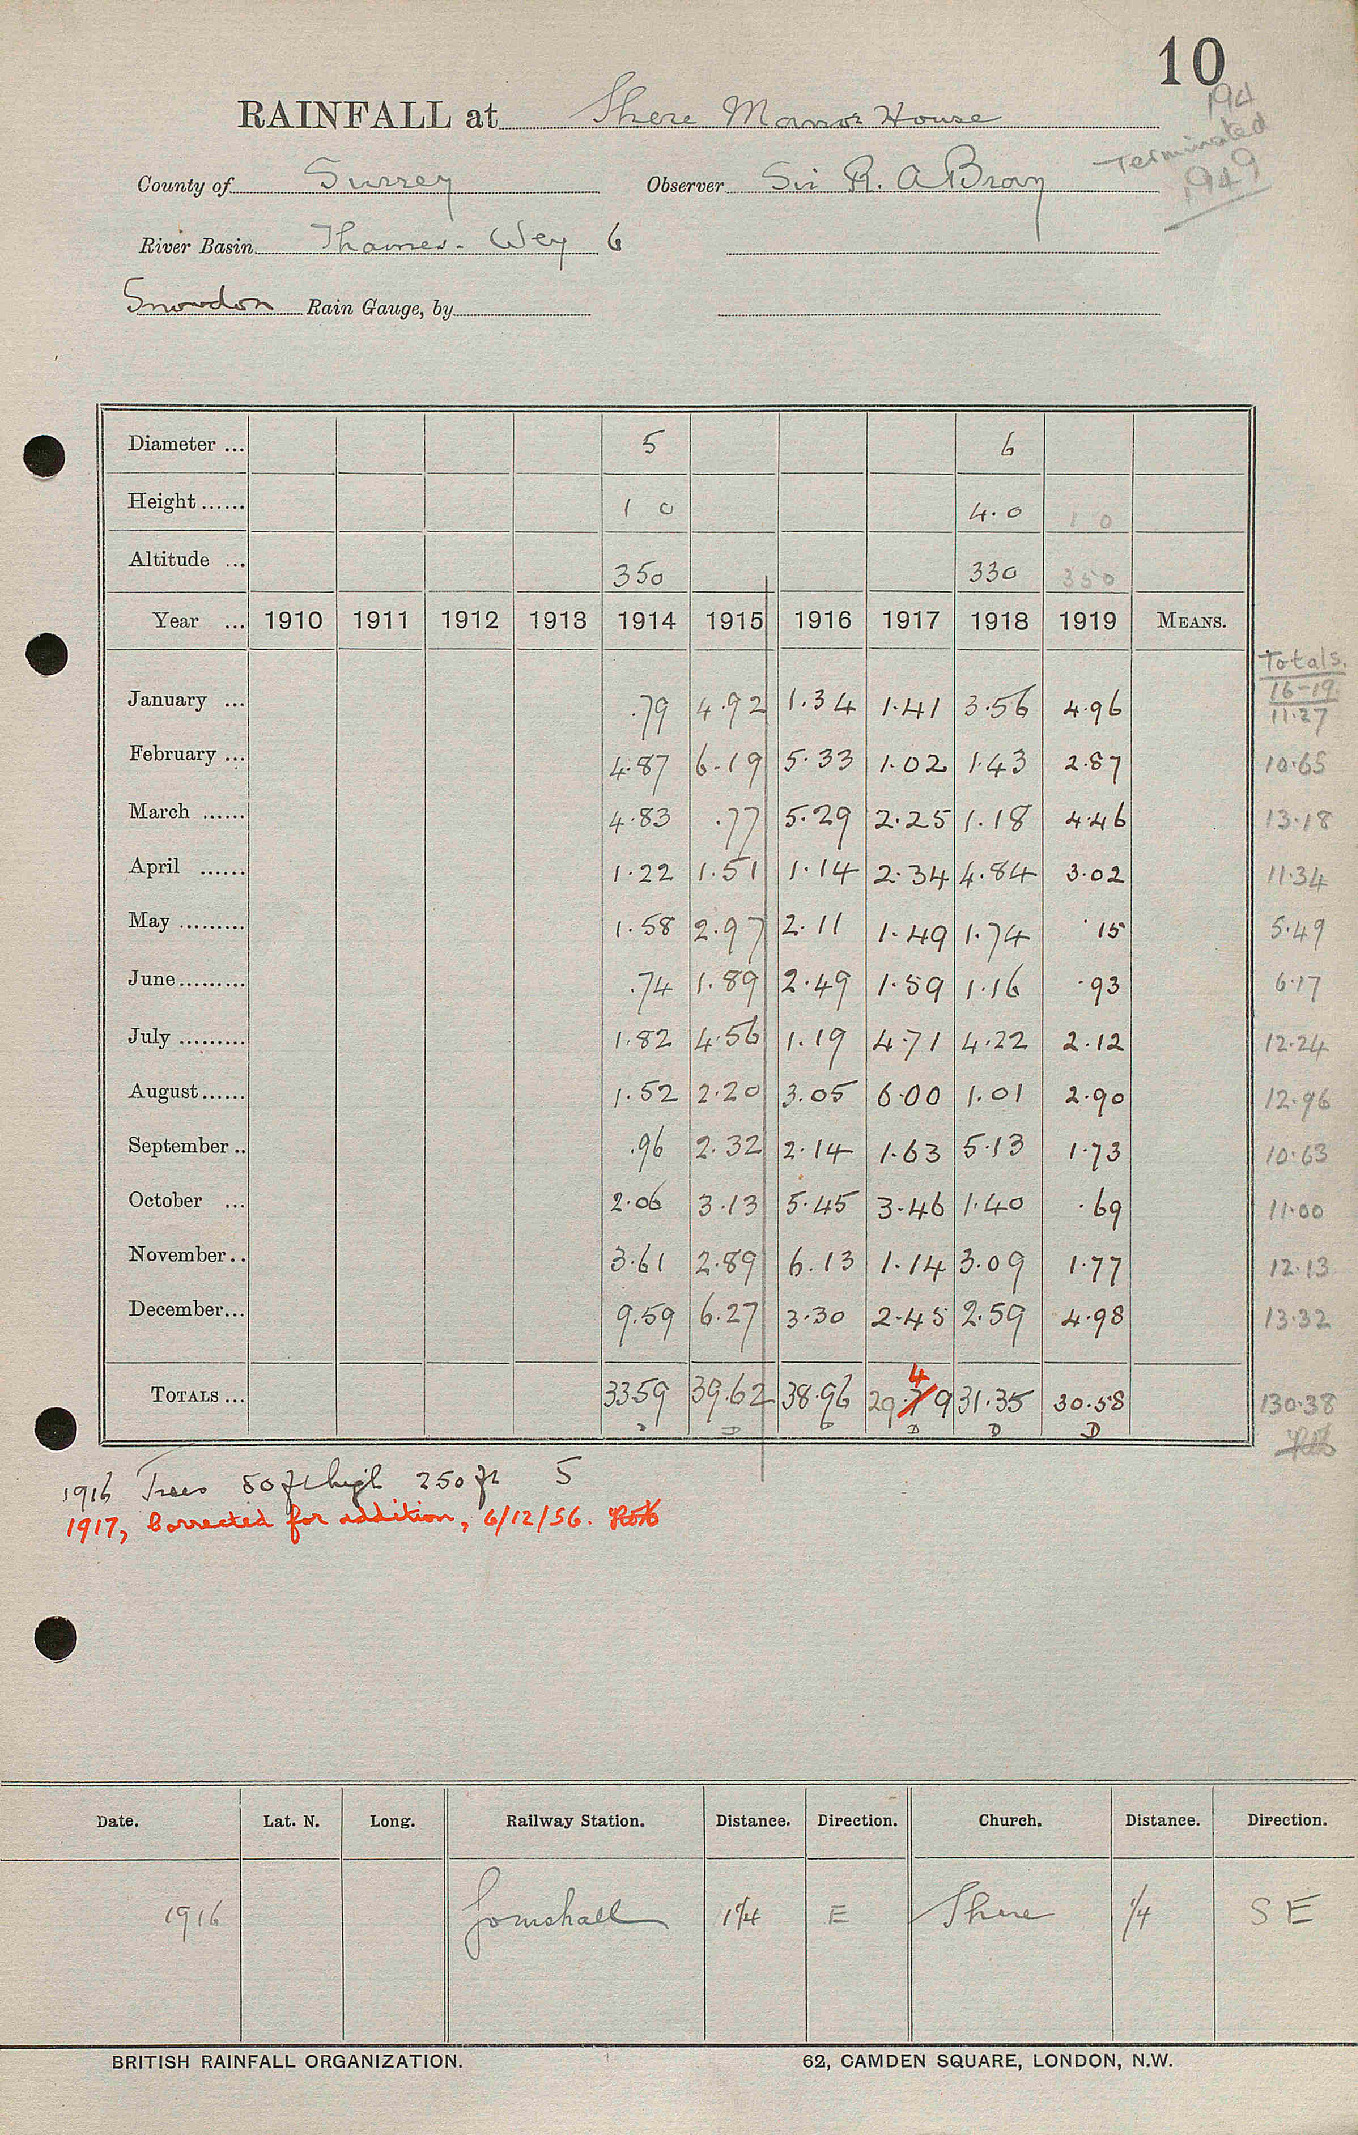 10
194
RAINFALL at Shere Manor House
Terminated
1949
County of Surrey Observer Sir R. A Bray
River Basin Thames - Wey 6
Snowdon Rain Gauge, by
Diameter ... 5 6
Height ...... 1 0 4.0 1 0
Altitude ... 350 330 350
Year ... 1910 1911 1912 1913 1914 1915 1916 1917 1918 1919 MEANS.
Totals.
16-19
January ... .79 4.92 1.34 1.41 3.56 4.96 11.27
February ... 4.87 6.19 5.33 1.02 1.43 2.87 10.65
March ...... 4.83 .77 5.29 2.25 1.18 4.46 13.18
April ...... 1.22 1.51 1.14 2.34 4.84 3.02 11.34
May ......... 1.58 2.97 2.11 1.49 1.74 .15 5.49
June ......... .74 1.89 2.49 1.59 1.16 .93 6.17
July ......... 1.82 4.56 1.19 4.71 4.22 2.12 12.24
August ...... 1.52 2.20 3.05 6.00 1.01 2.90 12.96
September .. .96 2.32 2.14 1.63 5.13 1.73 10.63
October ... 2.06 3.13 5.45 3.46 1.40 .69 11.00
November .. 3.61 2.89 6.13 1.14 3.09 1.77 12.13
December ... 9.59 6.27 3.30 2.45 2.59 4.98 13.32
4
TOTALS ... 33.59 39.62 38.96 29.79 31.35 30.58 130.38
D D D D D D
1916 Trees 50 ft high 250 ft 5
1917, Corrected for addition, 6/12/56.
Date. Lat. N. Long. Railway Station. Distance. Direction. Church. Distance. Direction.
1916 Gomshall 1 1/4 E Shere 1/4 S E
BRITISH RAINFALL ORGANIZATION. 62, CAMDEN SQUARE, LONDON, N.W.